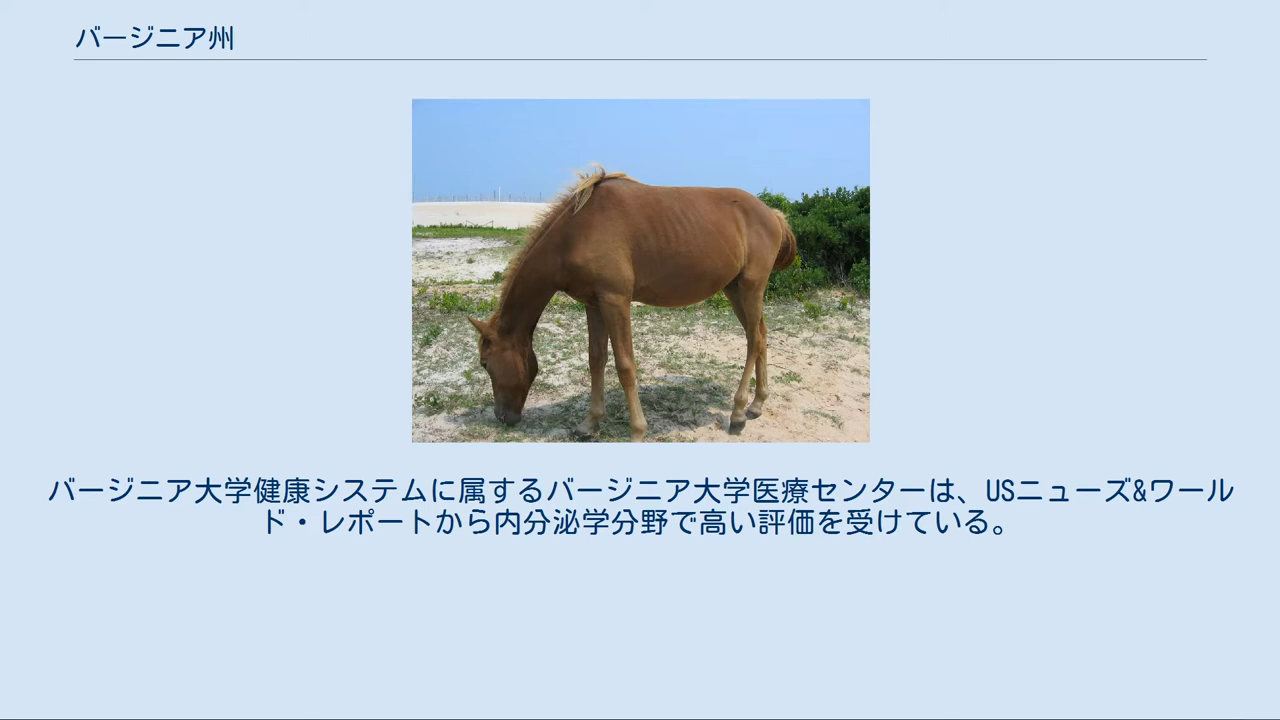 バージニア州
バージニア大学健康システムに属するバージニア大学医療センターは、USニューズ&ワール
ド・レポートから内分泌学分野で高い評価を受けている。